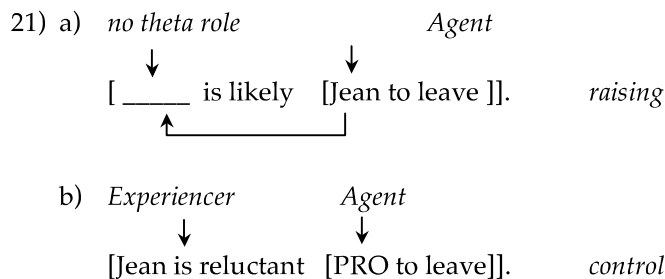 21) a) no theta role Agent
[ _____ is likely [Jean to leave ]]. raising
b) Experiencer Agent
[Jean is reluctant [PRO to leave]]. control